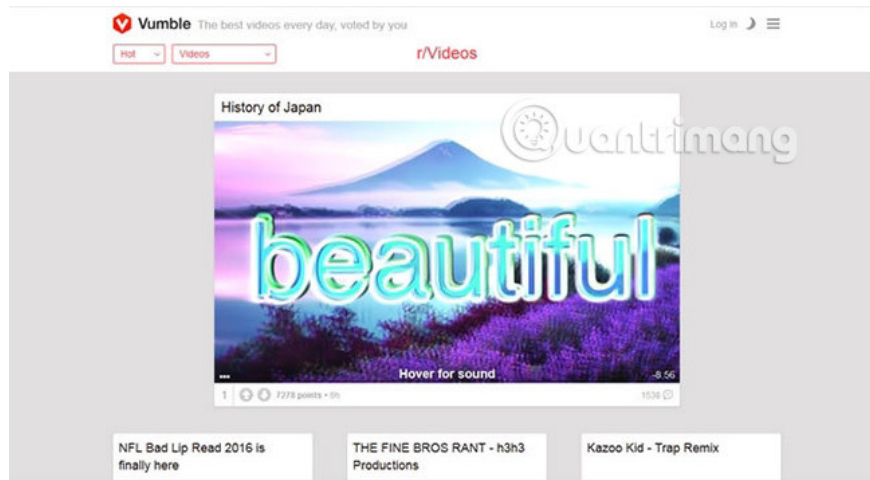 Vumble The best videos every day, voted by you
Log In
Hot Videos r/Videos
History of Japan
Quantrimang
beautiful
Hover for sound
-8:56
1 7278 points • 6h 1538
NFL Bad Lip Read 2016 is
finally here
THE FINE BROS RANT - h3h3
Productions
Kazoo Kid - Trap Remix